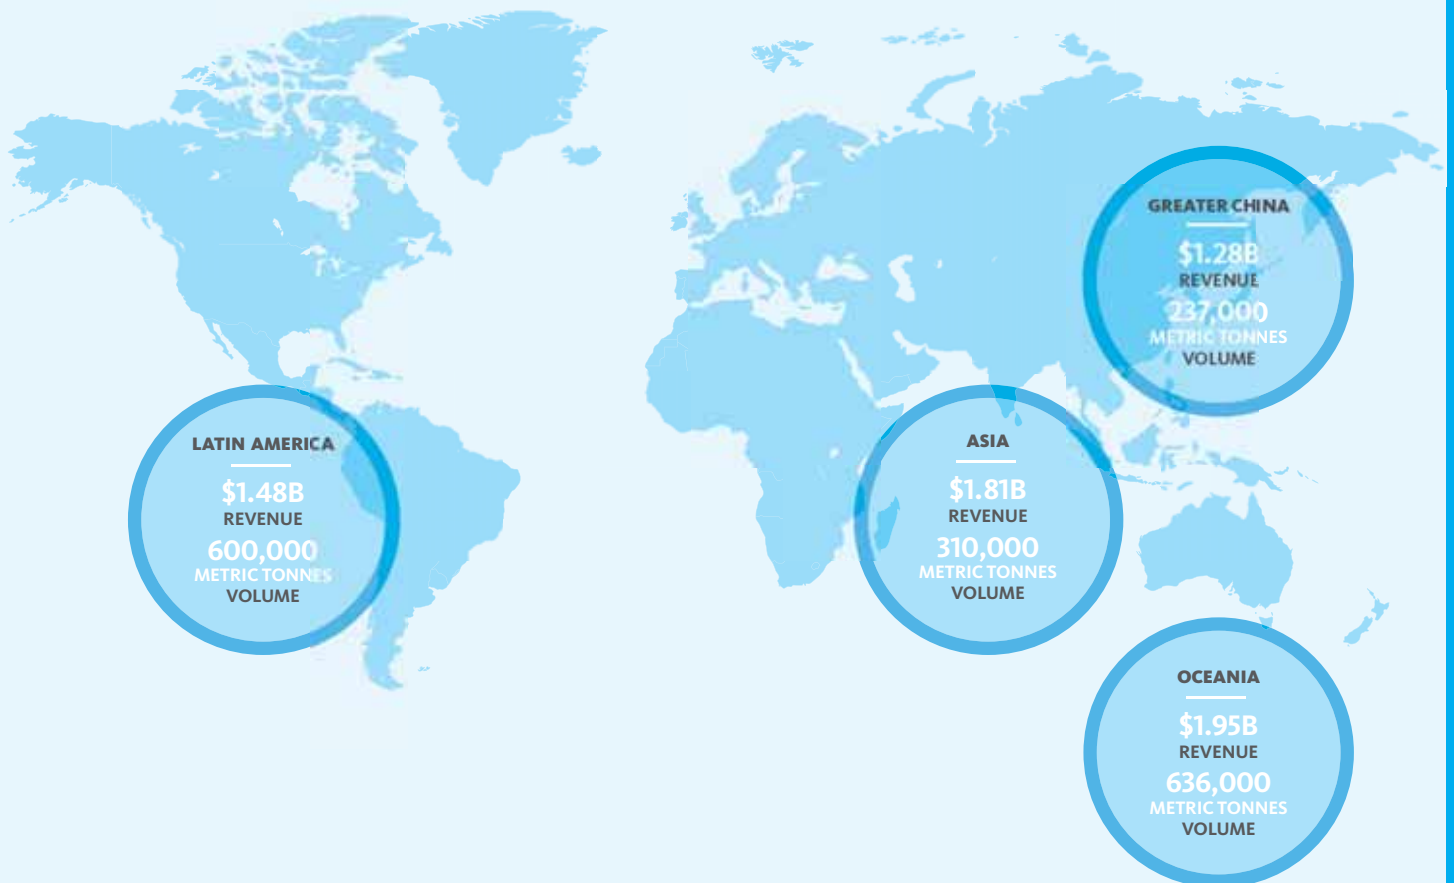 GREATER CHINA
$1.28B
REVENUE
237,000
METRIC TONNES
VOLUME
LATIN AMERICA
$1.48B
REVENUE
600,000
METRIC TONNES
VOLUME
ASIA
$1.81B
REVENUE
310,000
METRIC TONNES
VOLUME
OCEANIA
$1.95B
REVENUE
636,000
METRIC TONNES
VOLUME